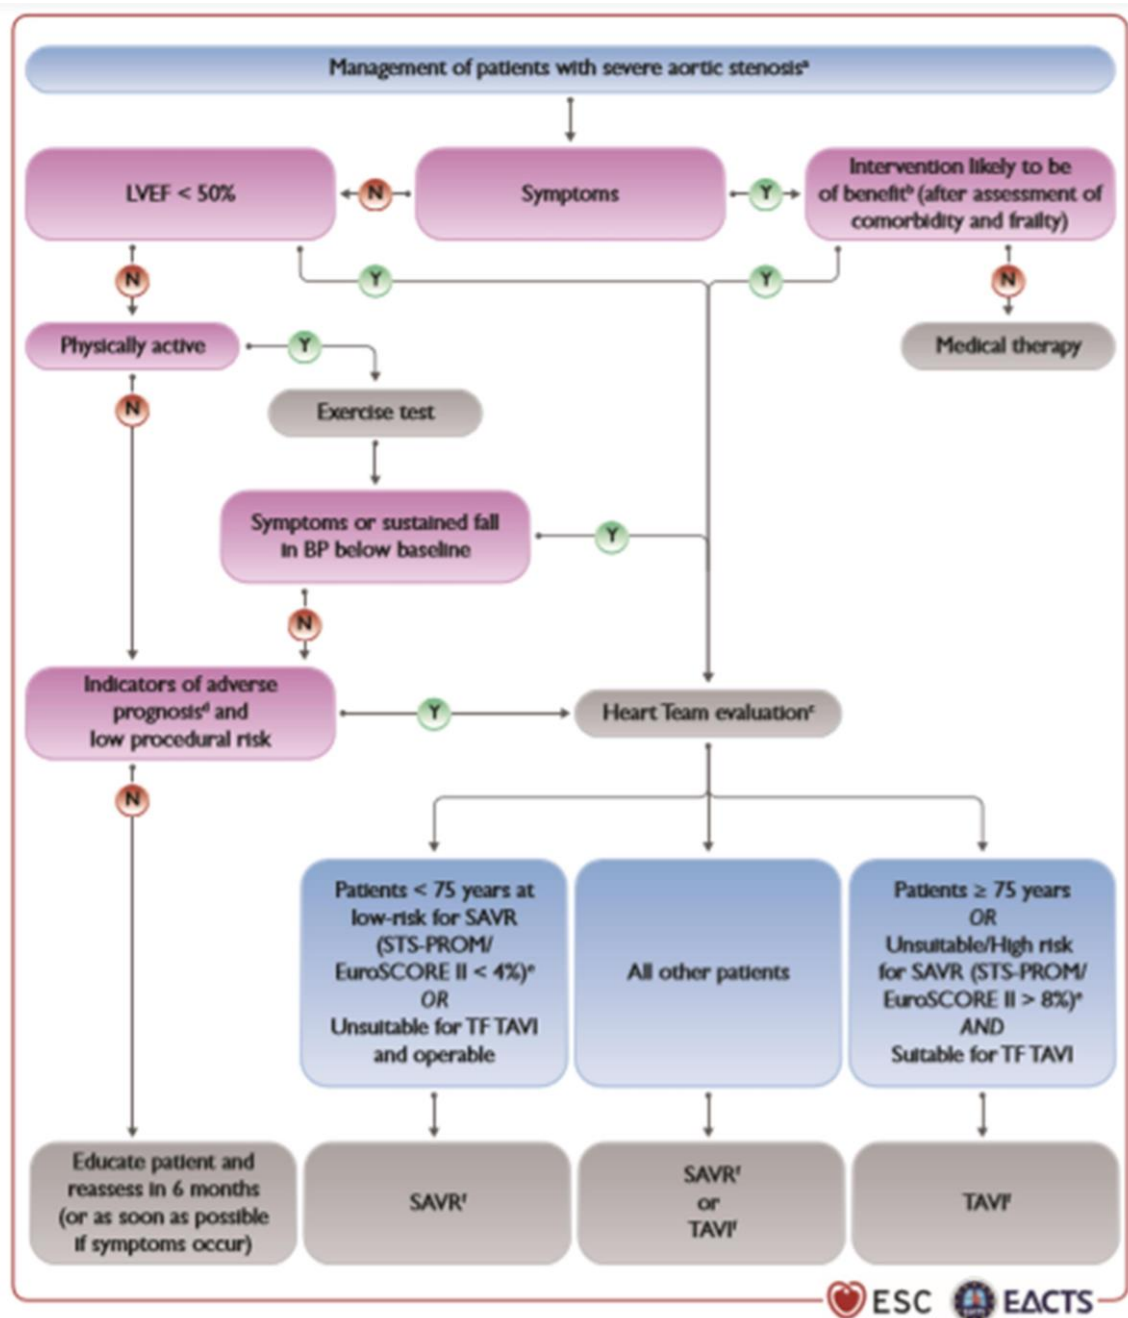 Management of patients with severe aortic stenosisᵃ
LVEF < 50%
N
Symptoms
Y
Intervention likely to be
of benefitᵇ (after assessment of
comorbidity and frailty)
N
Y
Y
N
Physically active
Y
Medical therapy
N
Exercise test
Symptoms or sustained fall
in BP below baseline
Y
N
Indicators of adverse
prognosisᵈ and
low procedural risk
Y
Heart Team evaluationᶜ
N
Patients < 75 years at
low-risk for SAVR
(STS-PROM/
EuroSCORE II < 4%)ᵉ
OR
Unsuitable for TF TAVI
and operable
All other patients
Patients ≥ 75 years
OR
Unsuitable/High risk
for SAVR (STS-PROM/
EuroSCORE II > 8%)ᵉ
AND
Suitable for TF TAVI
Educate patient and
reassess in 6 months
(or as soon as possible
if symptoms occur)
SAVRᶠ
SAVRᶠ
or
TAVIᶠ
TAVIᶠ
ESC
EACTS